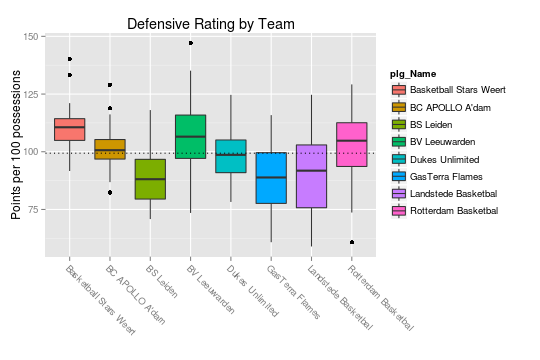 Defensive Rating by Team
Points per 100 possessions
150
125
100
75
Basketball Stars Weert
BC APOLLO A'dam
BS Leiden
BV Leeuwarden
Dukes Unlimited
GasTerra Flames
Landstede Basketbal
Rotterdam Basketbal
plg_Name
Basketball Stars Weert
BC APOLLO A'dam
BS Leiden
BV Leeuwarden
Dukes Unlimited
GasTerra Flames
Landstede Basketbal
Rotterdam Basketbal